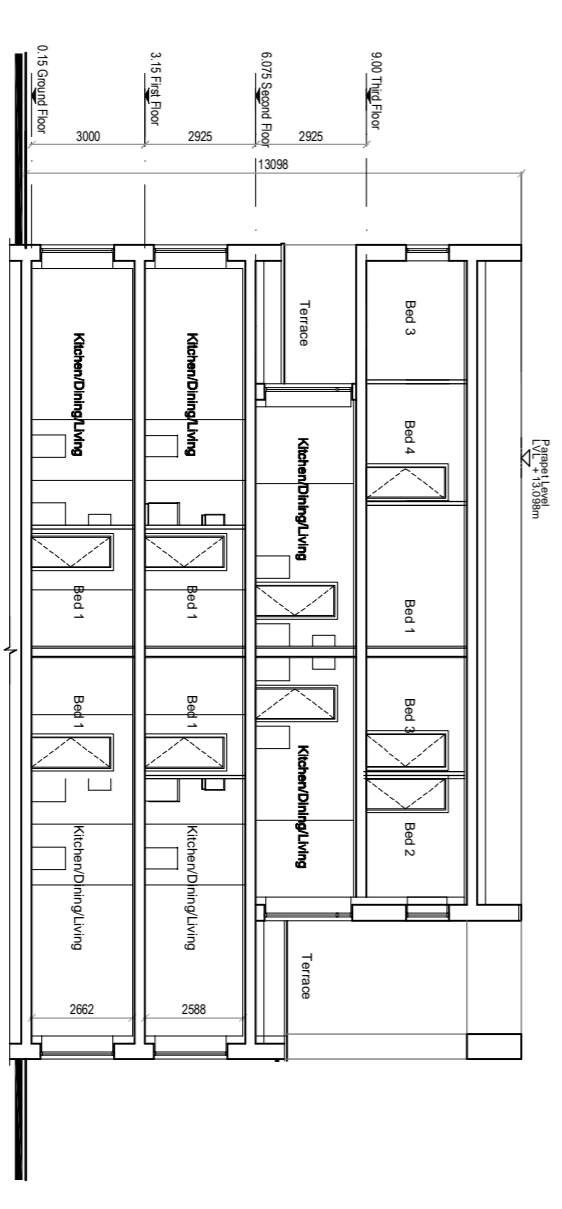 Parapet Level
LVL + 13.098m
9.00 Third Floor
6.075 Second Floor
3.15 First Floor
0.15 Ground Floor
2925
2925
3000
13098
Bed 3
Bed 4
Bed 1
Bed 3
Bed 2
Terrace
Kitchen/Dining/Living
Kitchen/Dining/Living
Terrace
Kitchen/Dining/Living
Bed 1
Bed 1
Kitchen/Dining/Living
2588
Kitchen/Dining/Living
Bed 1
Bed 1
Kitchen/Dining/Living
2662